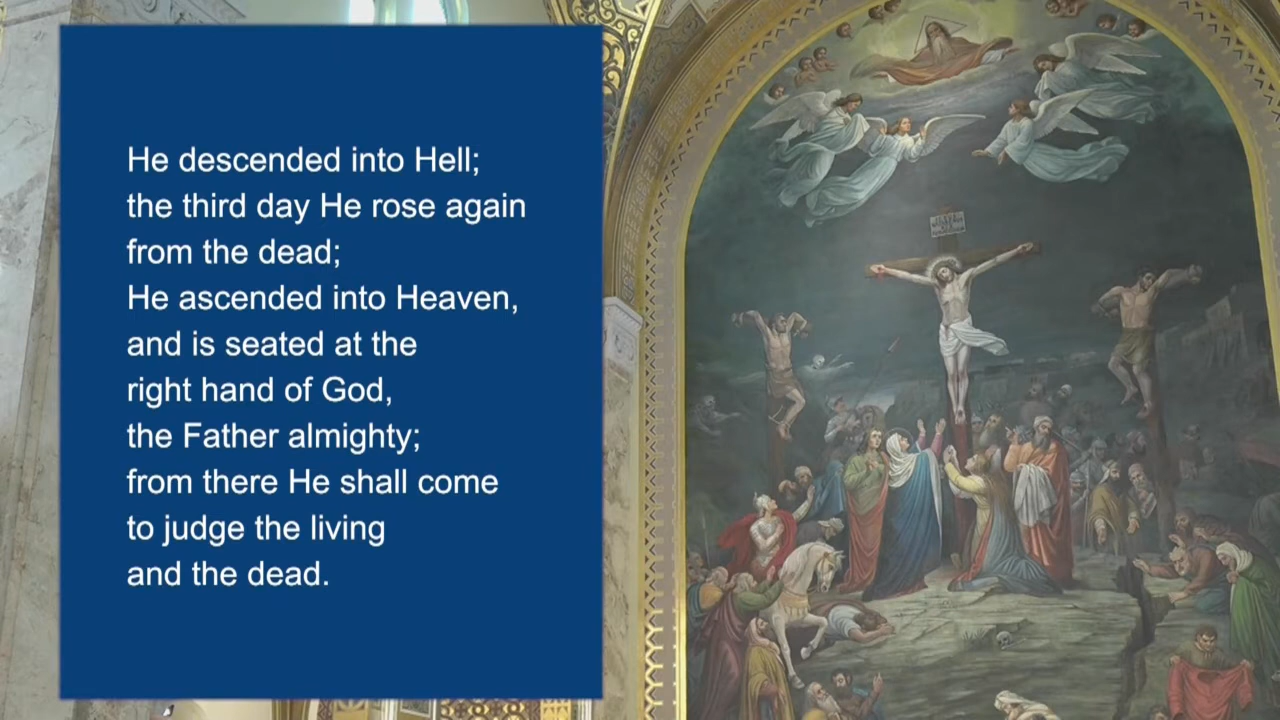 He descended into Hell;
the third day He rose again
from the dead;
He ascended into Heaven,
and is seated at the
right hand of God,
the Father almighty;
from there He shall come
to judge the living
and the dead.